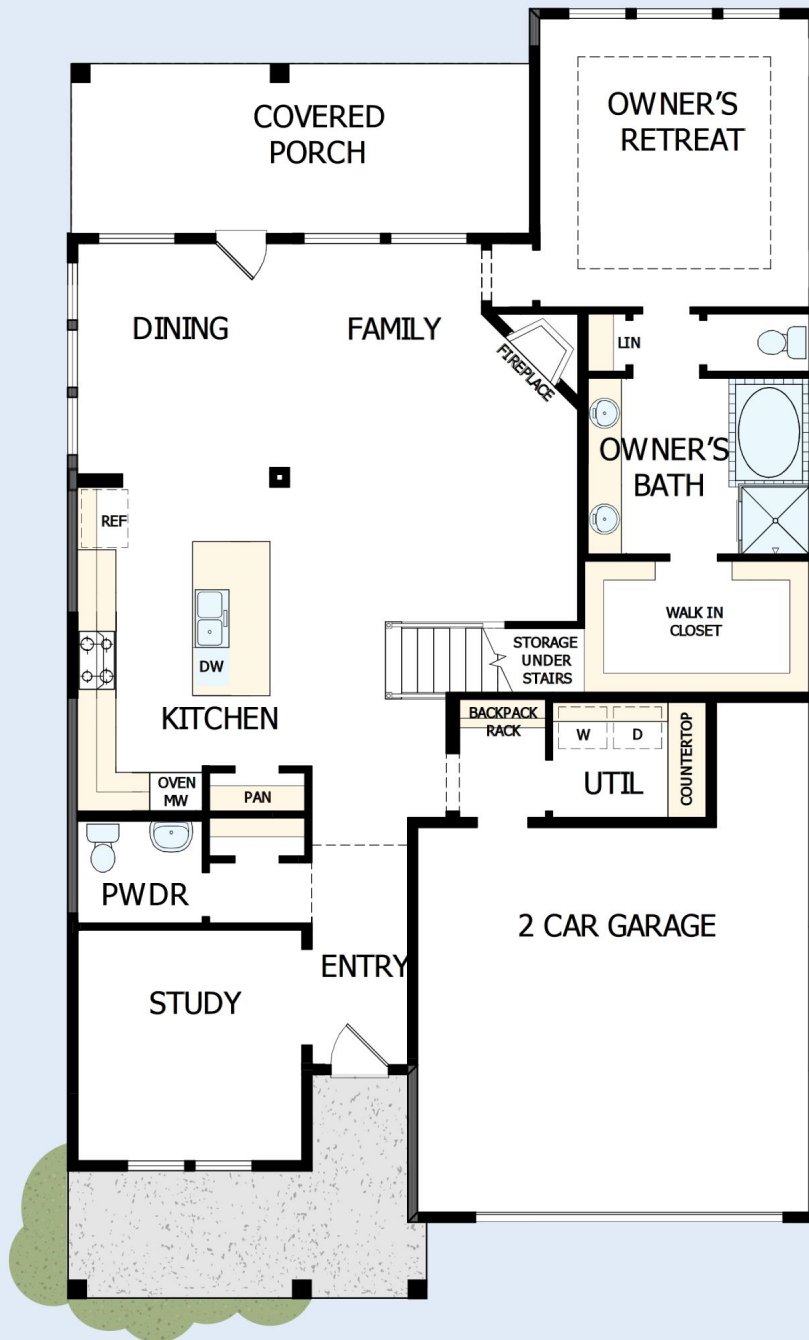 OWNER'S
RETREAT
COVERED
PORCH
DINING
FAMILY
FIREPLACE
LIN
OWNER'S
BATH
REF
WALK IN
CLOSET
DW
STORAGE
UNDER
STAIRS
KITCHEN
BACKPACK
RACK
W
D
COUNTERTOP
UTIL
OVEN
MW
PAN
PWDR
2 CAR GARAGE
ENTRY
STUDY